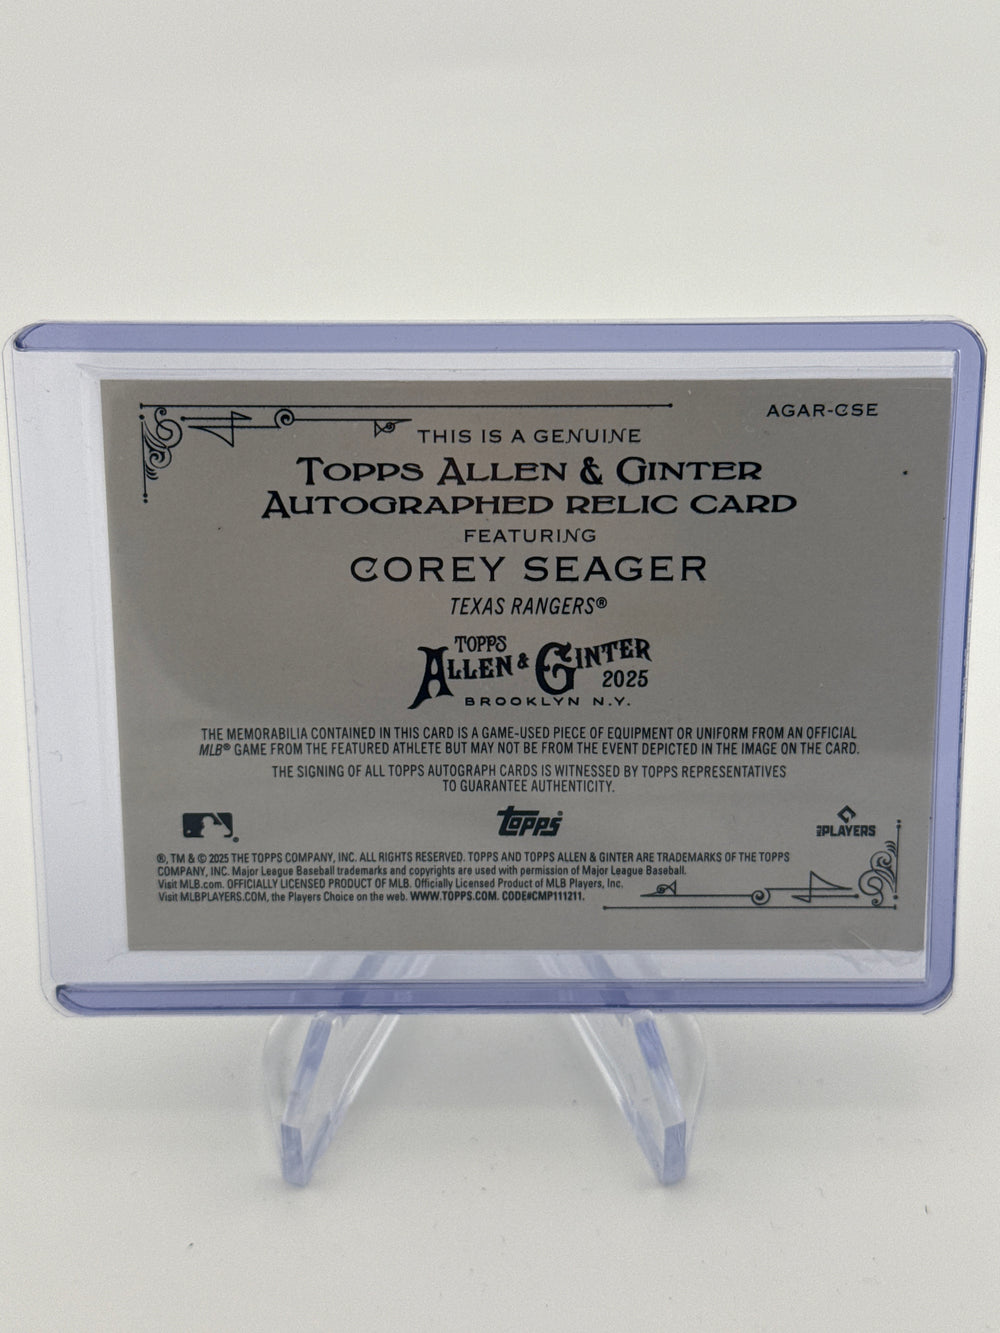 AGAR-CSE
THIS IS A GENUINE
TOPPS ALLEN & GINTER
AUTOGRAPHED RELIC CARD
FEATURING
COREY SEAGER
TEXAS RANGERS®
TOPPS
ALLEN & GINTER
2025
BROOKLYN N.Y.
THE MEMORABILIA CONTAINED IN THIS CARD IS A GAME-USED PIECE OF EQUIPMENT OR UNIFORM FROM AN OFFICIAL
MLB® GAME FROM THE FEATURED ATHLETE BUT MAY NOT BE FROM THE EVENT DEPICTED IN THE IMAGE ON THE CARD.
THE SIGNING OF ALL TOPPS AUTOGRAPH CARDS IS WITNESSED BY TOPPS REPRESENTATIVES
TO GUARANTEE AUTHENTICITY.
topps
MLB PLAYERS
®, TM & © 2025 THE TOPPS COMPANY, INC. ALL RIGHTS RESERVED. TOPPS AND TOPPS ALLEN & GINTER ARE TRADEMARKS OF THE TOPPS
COMPANY, INC. Major League Baseball trademarks and copyrights are used with permission of Major League Baseball.
Visit MLB.com. OFFICIALLY LICENSED PRODUCT OF MLB. Officially Licensed Product of MLB Players, Inc.
Visit MLBPLAYERS.COM, the Players Choice on the web. WWW.TOPPS.COM. CODE#CMP111211.